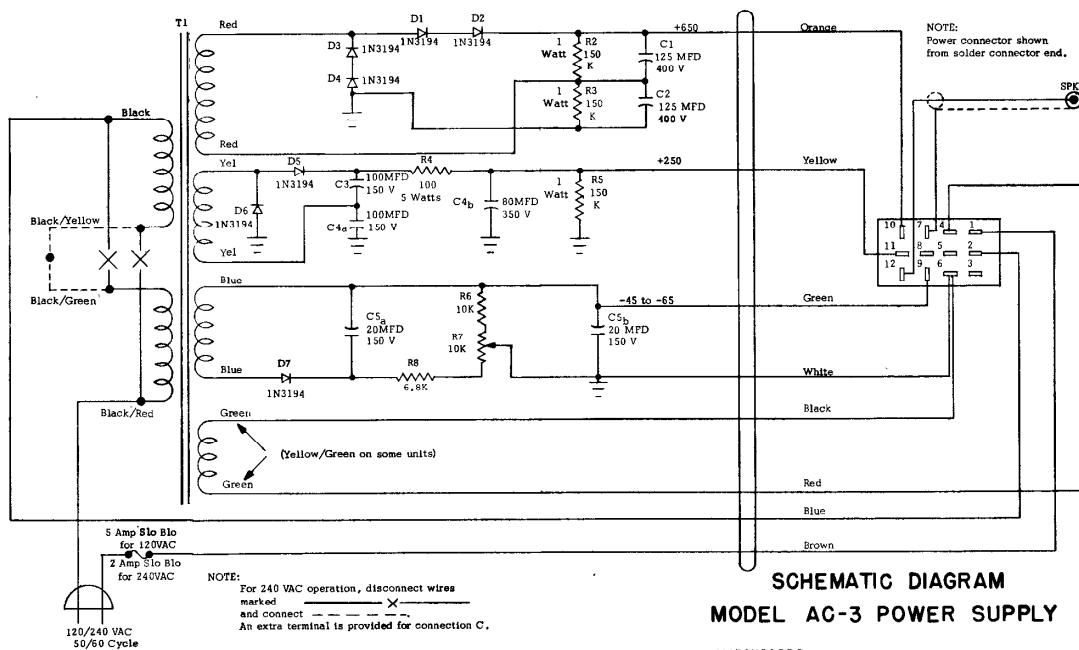 T1
Red
D1
D2
+650
Orange
NOTE:
Power connector shown
from solder connector end.
D3
1N3194
1N3194
1N3194
1
Watt
R2
150
K
C1
125 MFD
400 V
D4
1N3194
1
Watt
R3
150
K
C2
125 MFD
400 V
SPK
Black
Red
Yel
D5
1N3194
R4
100
5 Watts
+250
Yellow
C3
100MFD
150 V
D6
1N3194
C4a
100MFD
150 V
C4b
80MFD
350 V
1
Watt
R5
150
K
Black/Yellow
Yel
10
7
4
1
11
8
5
2
12
9
6
3
Black/Green
Blue
-45 to -65
Green
C5a
20MFD
150 V
R6
10K
R7
10K
C5b
20 MFD
150 V
Blue
D7
1N3194
R8
6.8K
White
Black/Red
Green
Black
(Yellow/Green on some units)
Green
Red
Blue
5 Amp Slo Blo
for 120VAC
Brown
2 Amp Slo Blo
for 240VAC
NOTE:
For 240 VAC operation, disconnect wires
marked
X
and connect
An extra terminal is provided for connection C.
120/240 VAC
50/60 Cycle
SCHEMATIC DIAGRAM
MODEL AC-3 POWER SUPPLY